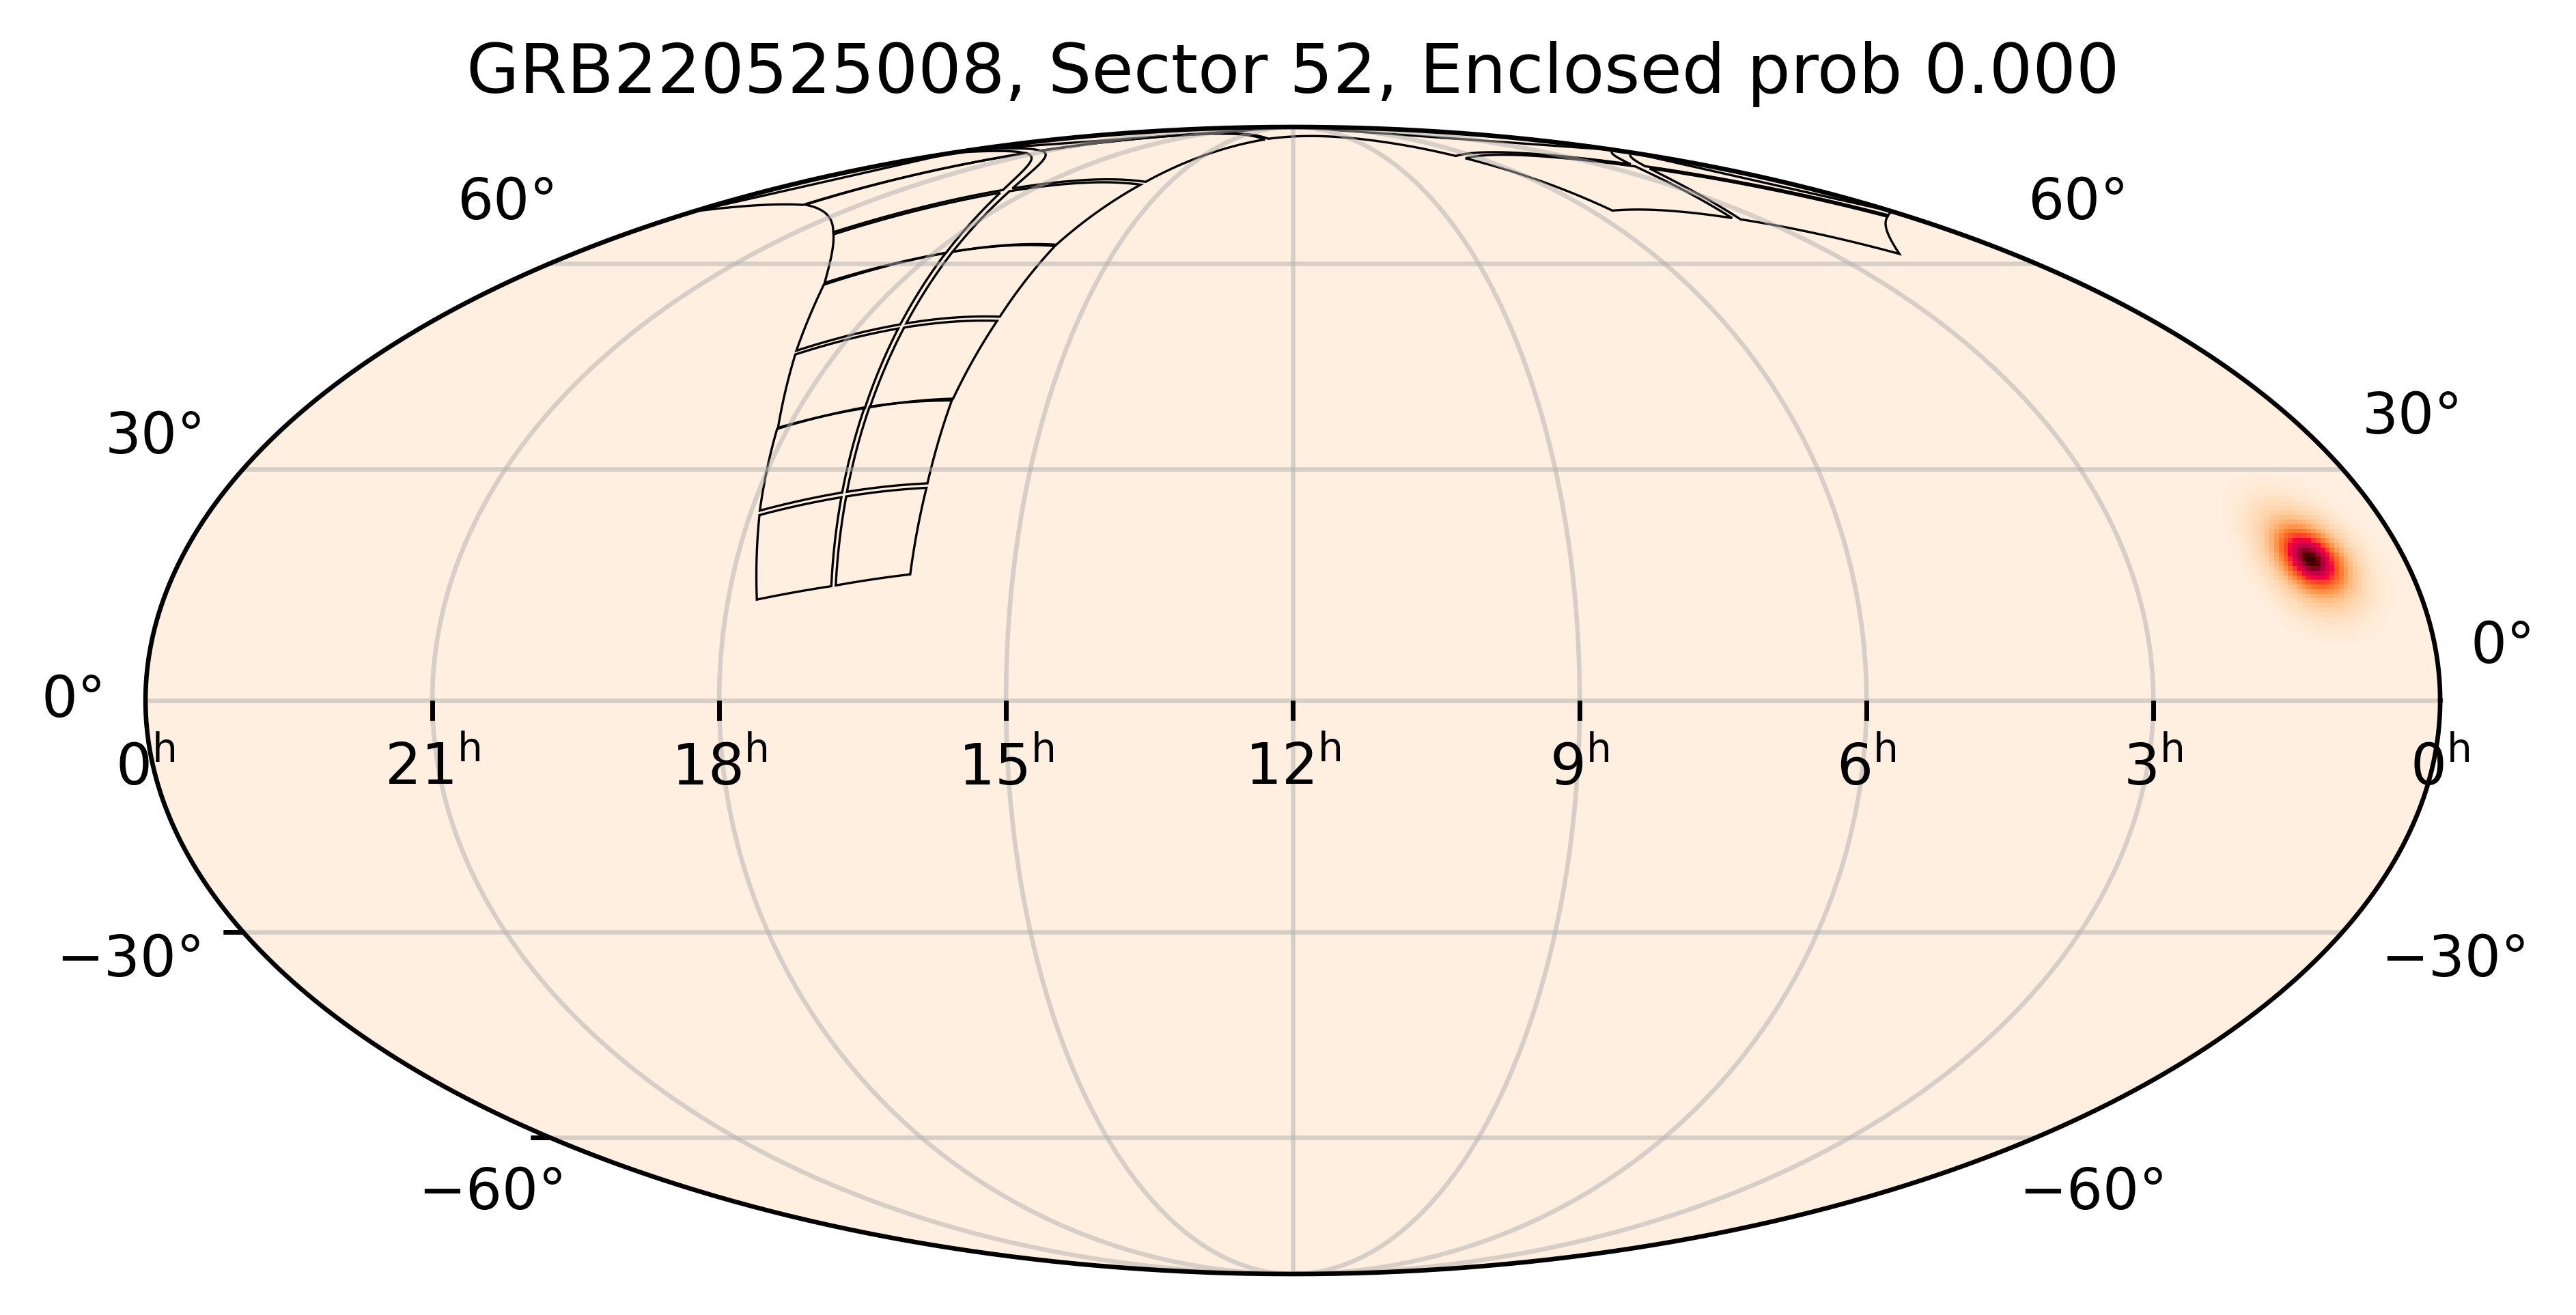 GRB220525008, Sector 52, Enclosed prob 0.000
60° 60°
30° 30°
0° 0°
0ʰ 21ʰ 18ʰ 15ʰ 12ʰ 9ʰ 6ʰ 3ʰ 0ʰ
−30° −30°
−60° −60°